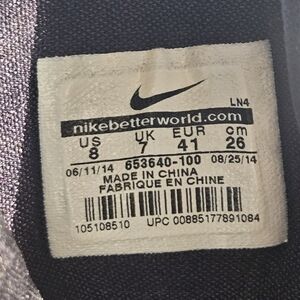 LN4
nikebetterworld.com
US UK EUR cm
8 7 41 26
06/11/14 653640-100 08/25/14
MADE IN CHINA
FABRIQUE EN CHINE
105108510 UPC 00885177891084